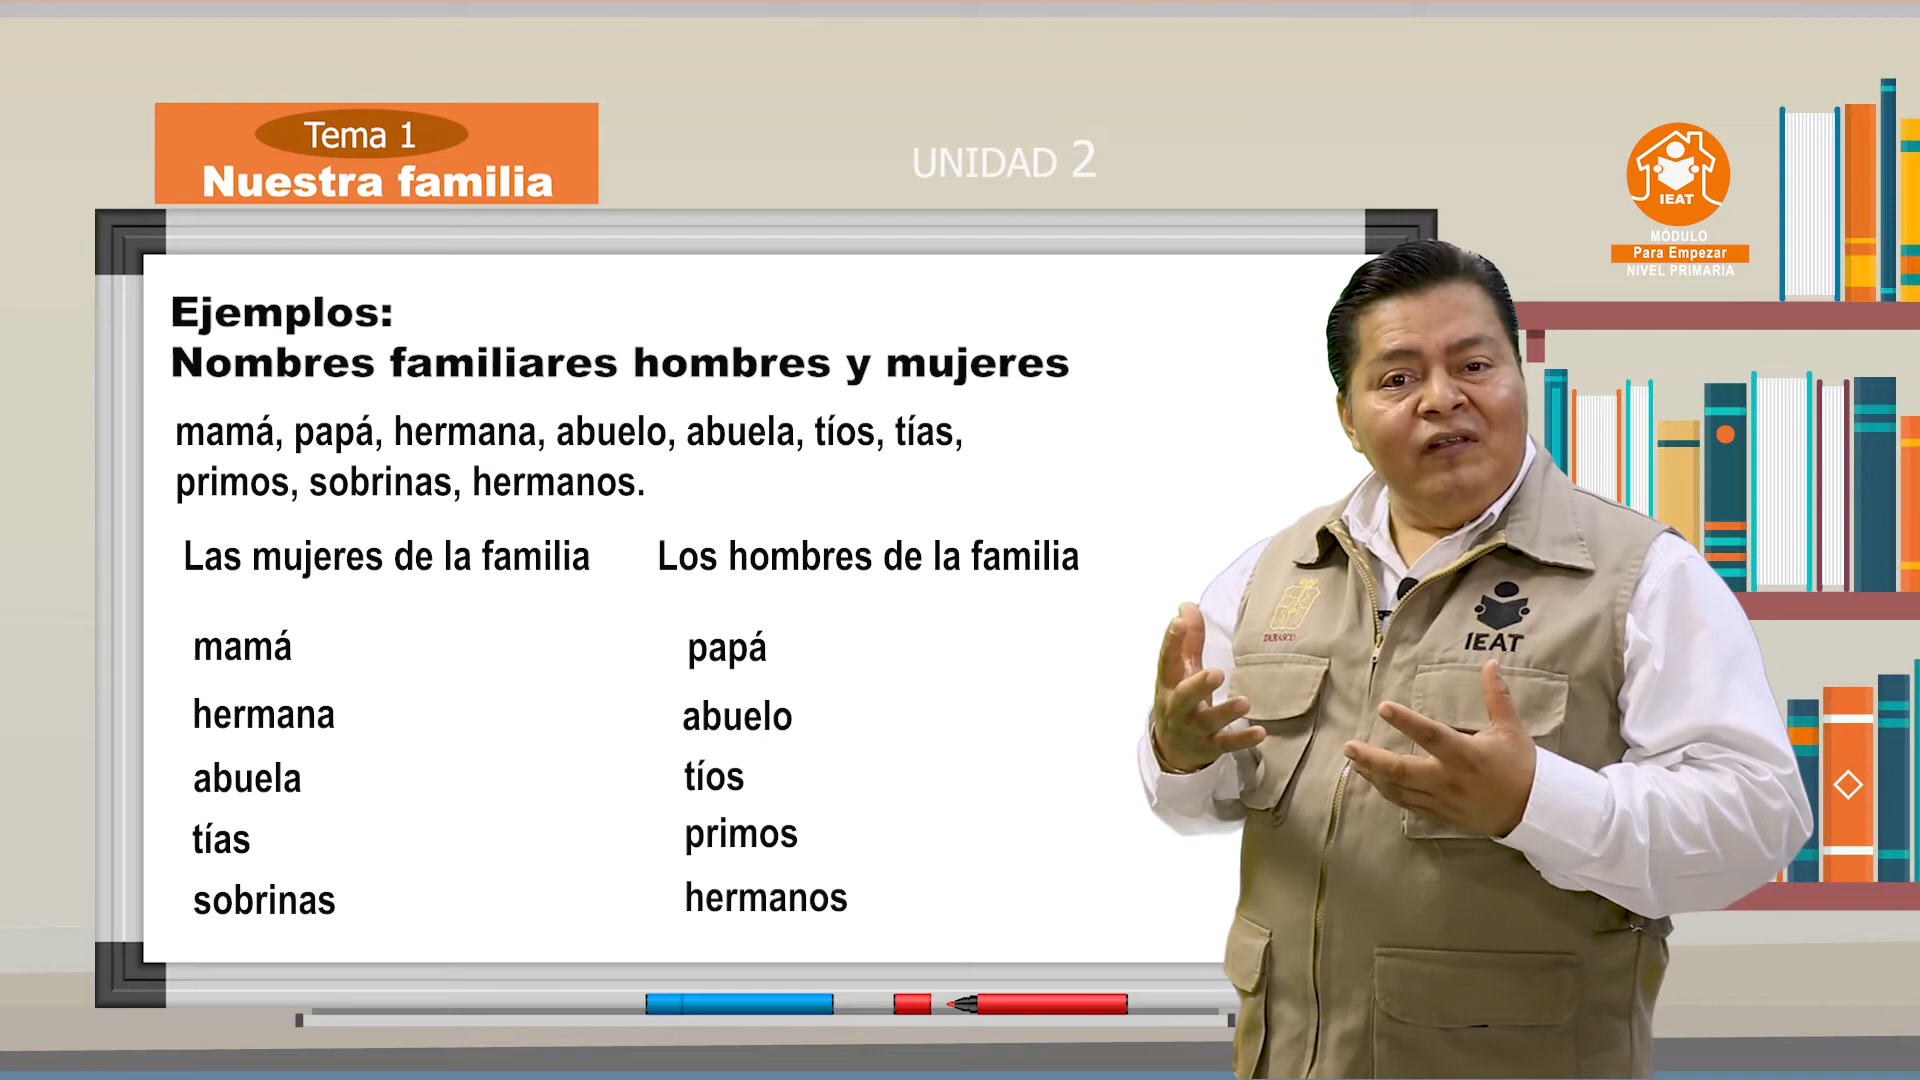 Tema 1
Nuestra familia
UNIDAD 2
IEAT
MÓDULO
Para Empezar
NIVEL PRIMARIA
Ejemplos:
Nombres familiares hombres y mujeres
mamá, papá, hermana, abuelo, abuela, tíos, tías,
primos, sobrinas, hermanos.
Las mujeres de la familia
Los hombres de la familia
mamá
papá
hermana
abuelo
abuela
tíos
tías
primos
sobrinas
hermanos
TABASCO
IEAT